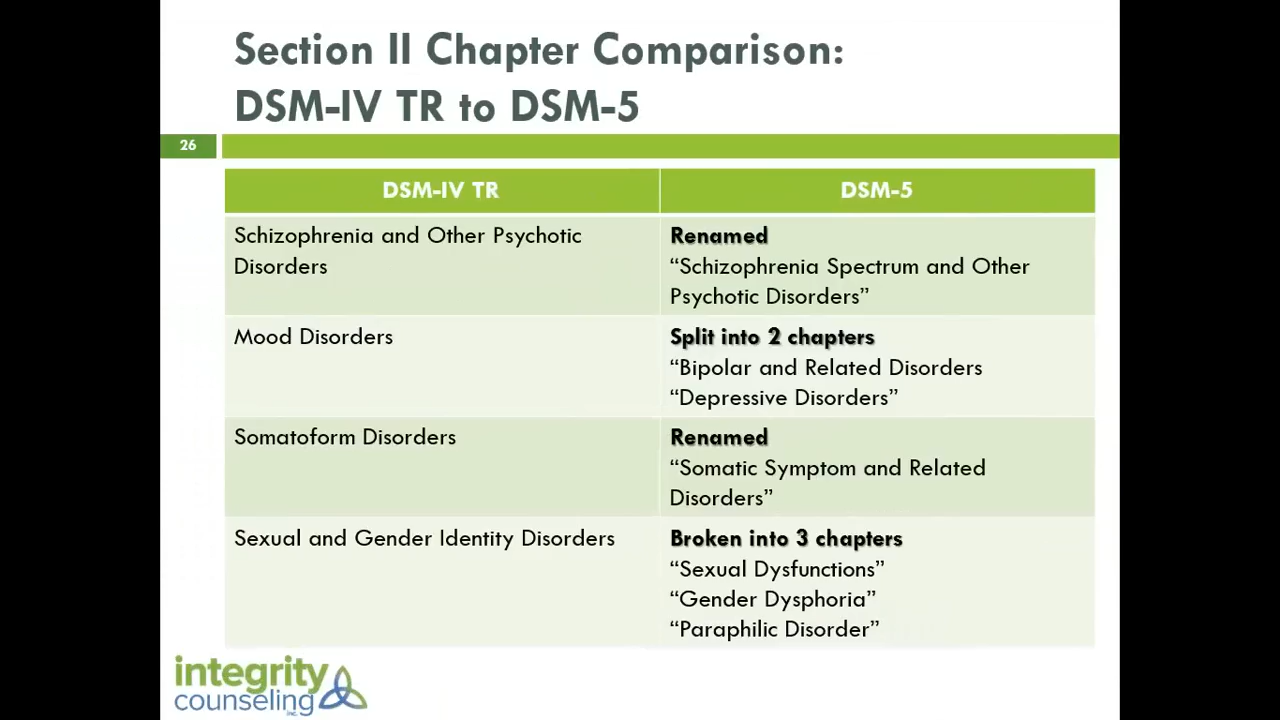 Section II Chapter Comparison:
DSM-IV TR to DSM-5
26
DSM-IV TR
DSM-5
Schizophrenia and Other Psychotic
Disorders
Renamed
“Schizophrenia Spectrum and Other
Psychotic Disorders”
Mood Disorders
Split into 2 chapters
“Bipolar and Related Disorders
“Depressive Disorders”
Somatoform Disorders
Renamed
“Somatic Symptom and Related
Disorders”
Sexual and Gender Identity Disorders
Broken into 3 chapters
“Sexual Dysfunctions”
“Gender Dysphoria”
“Paraphilic Disorder”
integrity
counseling
inc.